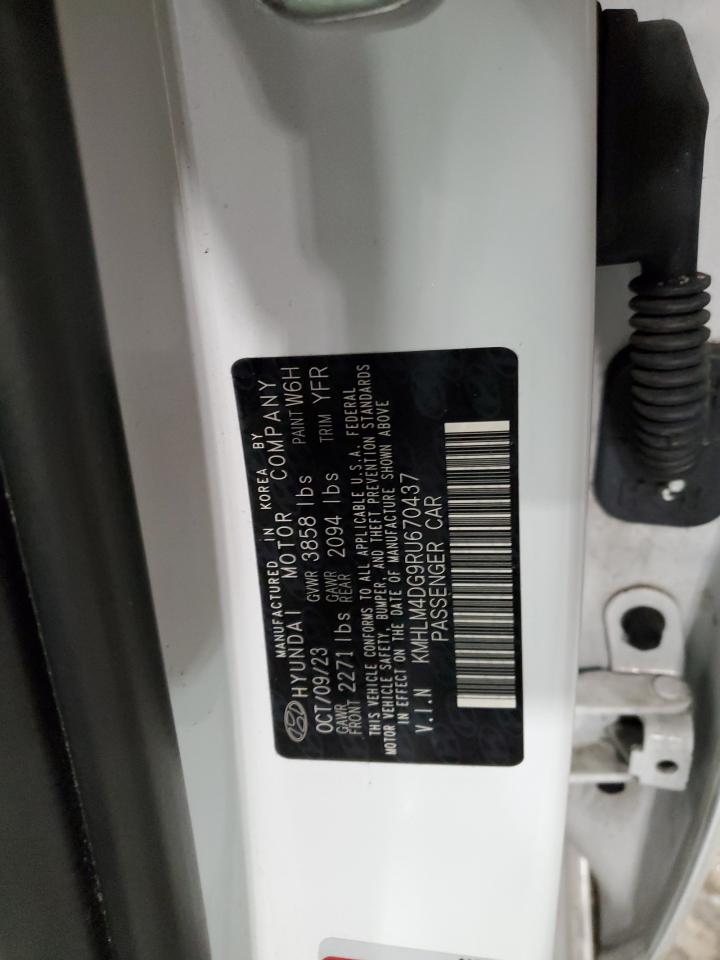 MANUFACTURED IN KOREA BY
HYUNDAI MOTOR COMPANY
OCT/09/23 GVWR 3858 lbs PAINT W6H
GAWR FRONT 2271 lbs GAWR REAR 2094 lbs TRIM YFR
THIS VEHICLE CONFORMS TO ALL APPLICABLE U.S.A. FEDERAL
MOTOR VEHICLE SAFETY, BUMPER, AND THEFT PREVENTION STANDARDS
IN EFFECT ON THE DATE OF MANUFACTURE SHOWN ABOVE
V.I.N KMHLM4DG9RU670437
PASSENGER CAR